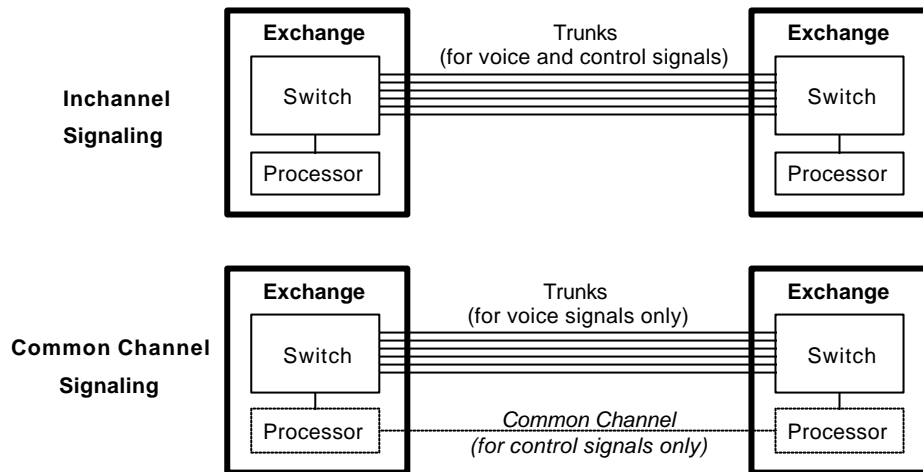 Exchange
Trunks
(for voice and control signals)
Exchange
Inchannel
Signaling
Switch
Switch
Processor
Processor
Exchange
Trunks
(for voice signals only)
Exchange
Common Channel
Signaling
Switch
Switch
Processor
Common Channel
(for control signals only)
Processor